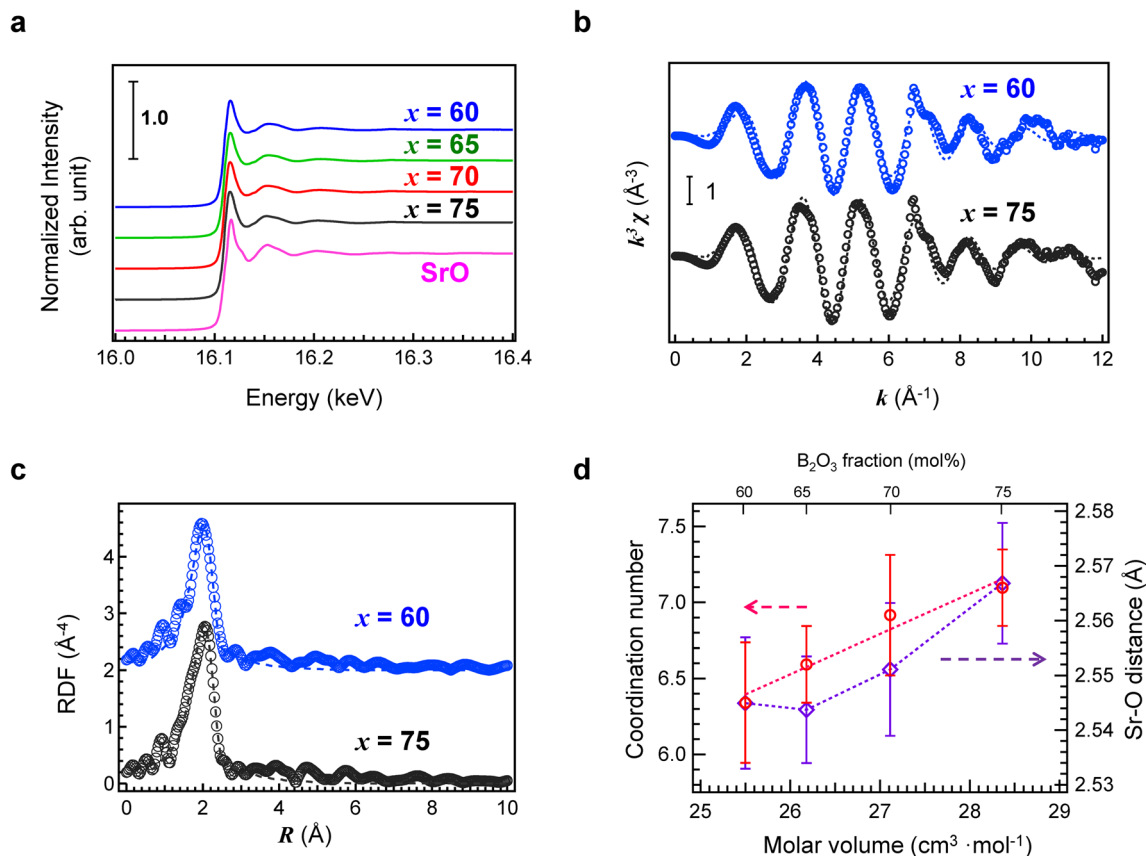 a
1.0
x = 60
x = 65
x = 70
x = 75
SrO
Normalized Intensity
(arb. unit)
16.0 16.1 16.2 16.3 16.4
Energy (keV)
b
x = 60
1
x = 75
k³ χ (Å⁻³)
0 2 4 6 8 10 12
k (Å⁻¹)
c
4
2
0
x = 60
x = 75
RDF (Å⁻⁴)
0 2 4 6 8 10
R (Å)
d
B₂O₃ fraction (mol%)
60 65 70 75
7.5
7.0
6.5
6.0
Coordination number
2.58
2.57
2.56
2.55
2.54
2.53
Sr-O distance (Å)
25 26 27 28 29
Molar volume (cm³ ·mol⁻¹)